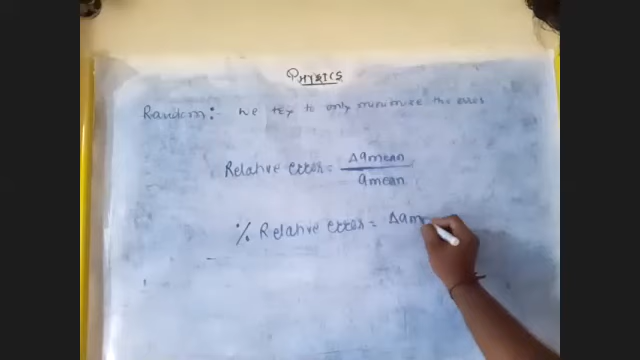 PHYSICS
Random:- we try to only minimize the error
Relative error = Δamean
amean
% Relative error = Δam